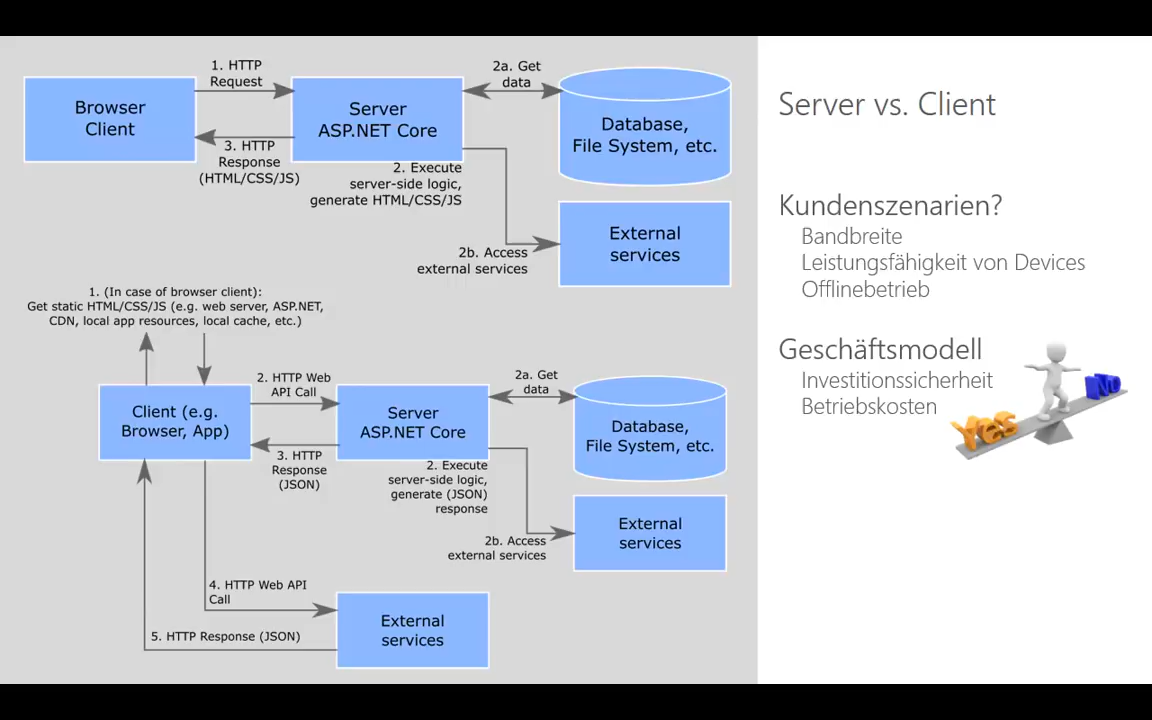 1. HTTP
Request
2a. Get
data
Browser
Client
Server
ASP.NET Core
Database,
File System, etc.
3. HTTP
Response
(HTML/CSS/JS)
2. Execute
server-side logic,
generate HTML/CSS/JS
2b. Access
external services
External
services
1. (In case of browser client):
Get static HTML/CSS/JS (e.g. web server, ASP.NET,
CDN, local app resources, local cache, etc.)
2. HTTP Web
API Call
2a. Get
data
Client (e.g.
Browser, App)
Server
ASP.NET Core
Database,
File System, etc.
3. HTTP
Response
(JSON)
2. Execute
server-side logic,
generate (JSON)
response
2b. Access
external services
External
services
4. HTTP Web API
Call
5. HTTP Response (JSON)
External
services
Server vs. Client
Kundenszenarien?
Bandbreite
Leistungsfähigkeit von Devices
Offlinebetrieb
Geschäftsmodell
Investitionssicherheit
Betriebskosten
Yes
NO